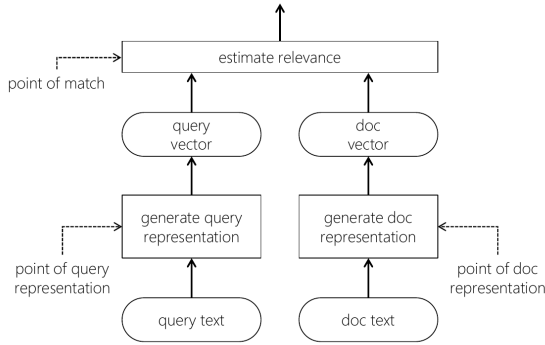 estimate relevance
point of match
query
vector
doc
vector
generate query
representation
generate doc
representation
point of query
representation
point of doc
representation
query text
doc text